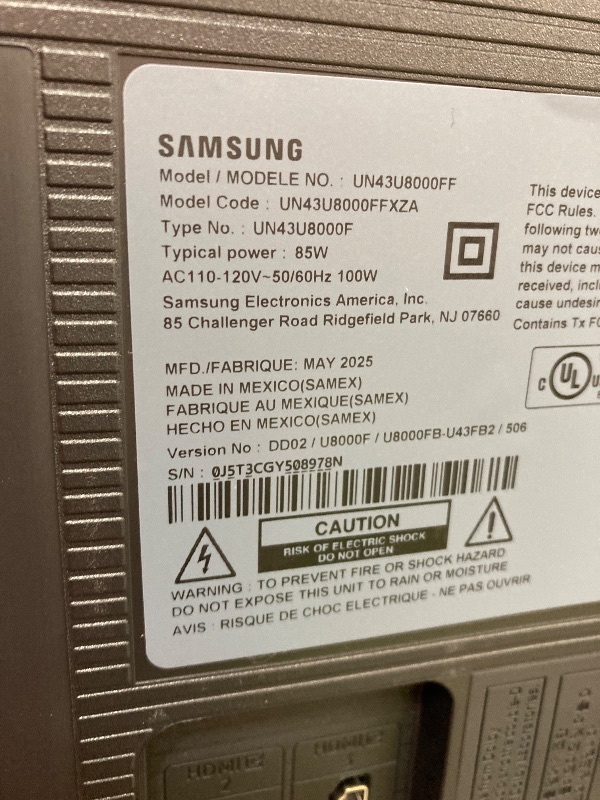 SAMSUNG
Model / MODELE NO. : UN43U8000FF
Model Code : UN43U8000FFXZA
Type No. : UN43U8000F
Typical power : 85W
AC110-120V~50/60Hz 100W
Samsung Electronics America, Inc.
85 Challenger Road Ridgefield Park, NJ 07660
This device
FCC Rules.
following tw
may not caus
this device m
received, incl
cause undesir
Contains Tx FC
MFD./FABRIQUE: MAY 2025
MADE IN MEXICO(SAMEX)
FABRIQUE AU MEXIQUE(SAMEX)
HECHO EN MEXICO(SAMEX)
Version No : DD02 / U8000F / U8000FB-U43FB2 / 506
S/N : 0J5T3CGY508978N
C UL
CAUTION
RISK OF ELECTRIC SHOCK
DO NOT OPEN
WARNING : TO PREVENT FIRE OR SHOCK HAZARD
DO NOT EXPOSE THIS UNIT TO RAIN OR MOISTURE
AVIS : RISQUE DE CHOC ELECTRIQUE - NE PAS OUVRIR
2
1